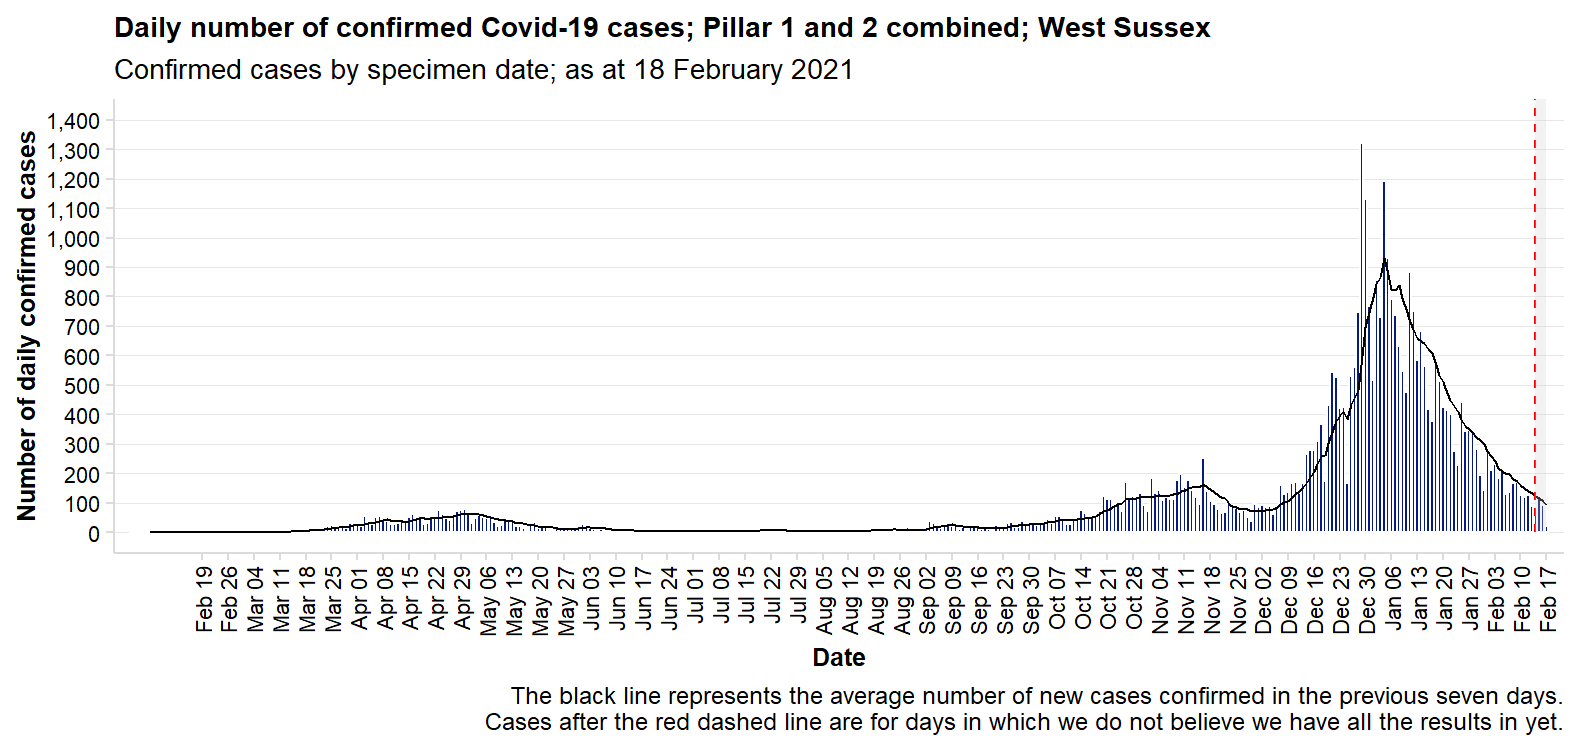 Daily number of confirmed Covid-19 cases; Pillar 1 and 2 combined; West Sussex
Confirmed cases by specimen date; as at 18 February 2021
Number of daily confirmed cases
1,400
1,300
1,200
1,100
1,000
900
800
700
600
500
400
300
200
100
0
Feb 19
Feb 26
Mar 04
Mar 11
Mar 18
Mar 25
Apr 01
Apr 08
Apr 15
Apr 22
Apr 29
May 06
May 13
May 20
May 27
Jun 03
Jun 10
Jun 17
Jun 24
Jul 01
Jul 08
Jul 15
Jul 22
Jul 29
Aug 05
Aug 12
Aug 19
Aug 26
Sep 02
Sep 09
Sep 16
Sep 23
Sep 30
Oct 07
Oct 14
Oct 21
Oct 28
Nov 04
Nov 11
Nov 18
Nov 25
Dec 02
Dec 09
Dec 16
Dec 23
Dec 30
Jan 06
Jan 13
Jan 20
Jan 27
Feb 03
Feb 10
Feb 17
Date
The black line represents the average number of new cases confirmed in the previous seven days.
Cases after the red dashed line are for days in which we do not believe we have all the results in yet.